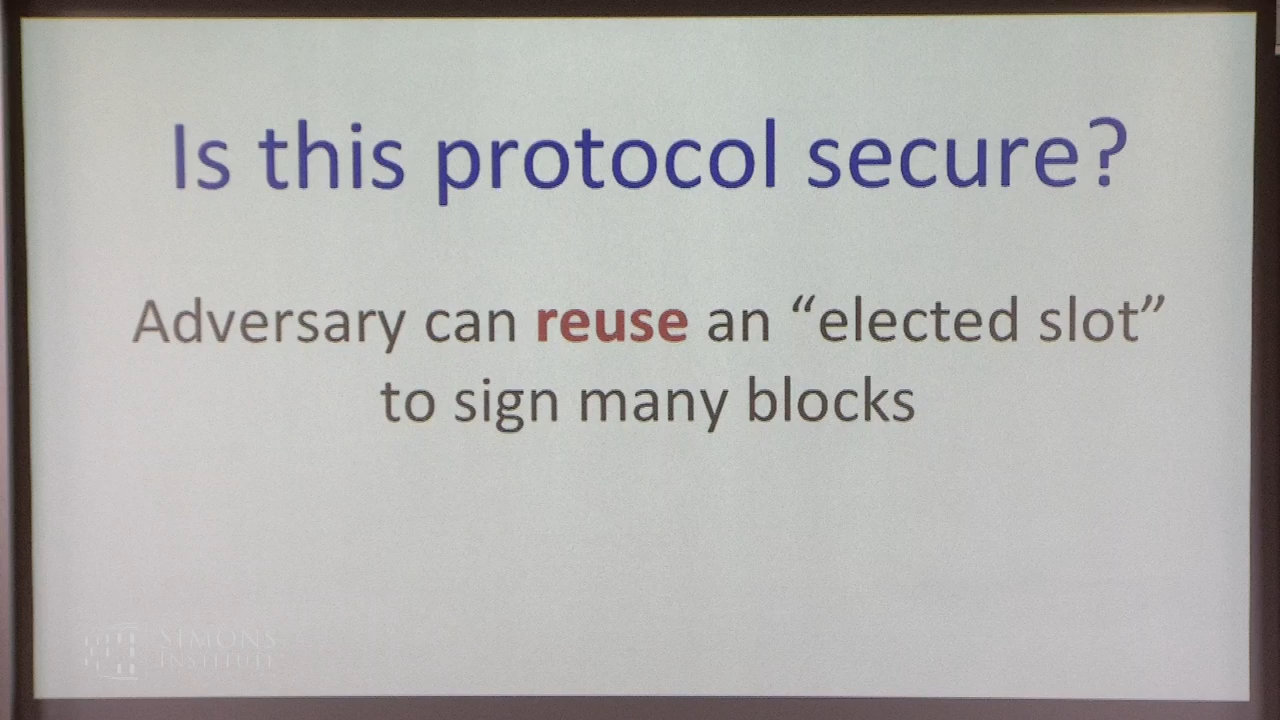 Is this protocol secure?
Adversary can reuse an “elected slot”
to sign many blocks
SIMONS
INSTITUTE